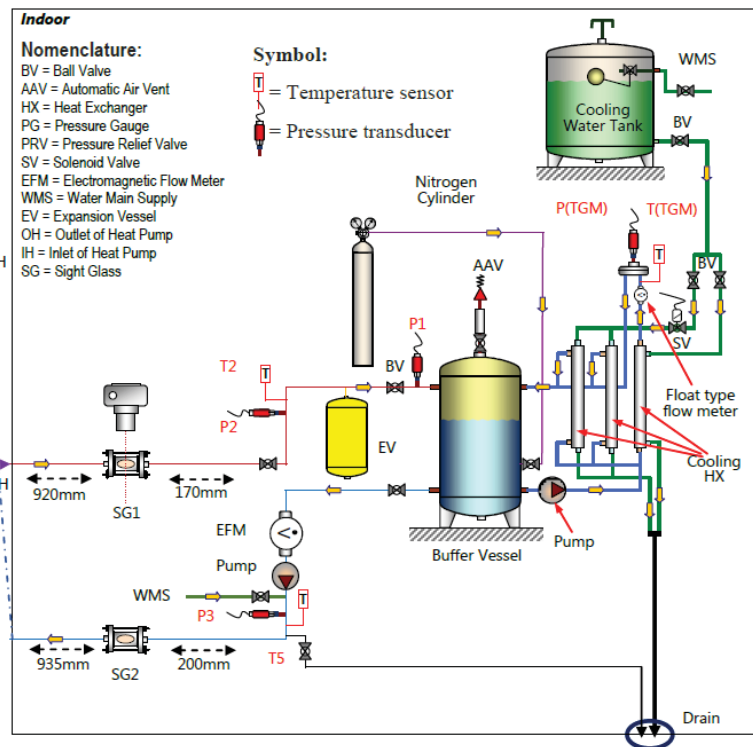 Indoor
Nomenclature:
BV = Ball Valve
AAV = Automatic Air Vent
HX = Heat Exchanger
PG = Pressure Gauge
PRV = Pressure Relief Valve
SV = Solenoid Valve
EFM = Electromagnetic Flow Meter
WMS = Water Main Supply
EV = Expansion Vessel
OH = Outlet of Heat Pump
IH = Inlet of Heat Pump
SG = Sight Glass
Symbol:
T
= Temperature sensor
= Pressure transducer
WMS
Cooling
Water Tank
BV
Nitrogen
Cylinder
P(TGM)
T(TGM)
T
H
AAV
BV
P1
BV
SV
T2
T
Float type
flow meter
P2
EV
Cooling
HX
H
920mm
170mm
SG1
EFM
Buffer Vessel
Pump
Pump
WMS
P3
T
935mm
200mm
T5
SG2
Drain